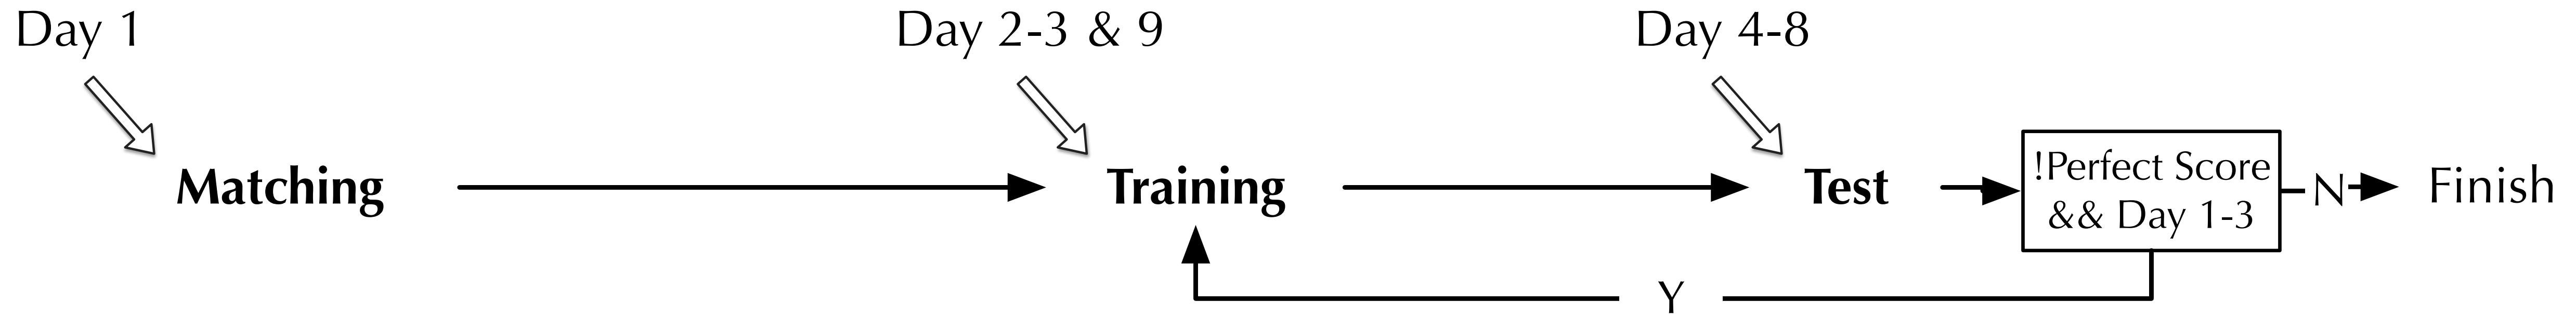 Day 1
Day 2-3 & 9
Day 4-8
Matching
Training
Test
!Perfect Score
&& Day 1-3
N
Finish
Y